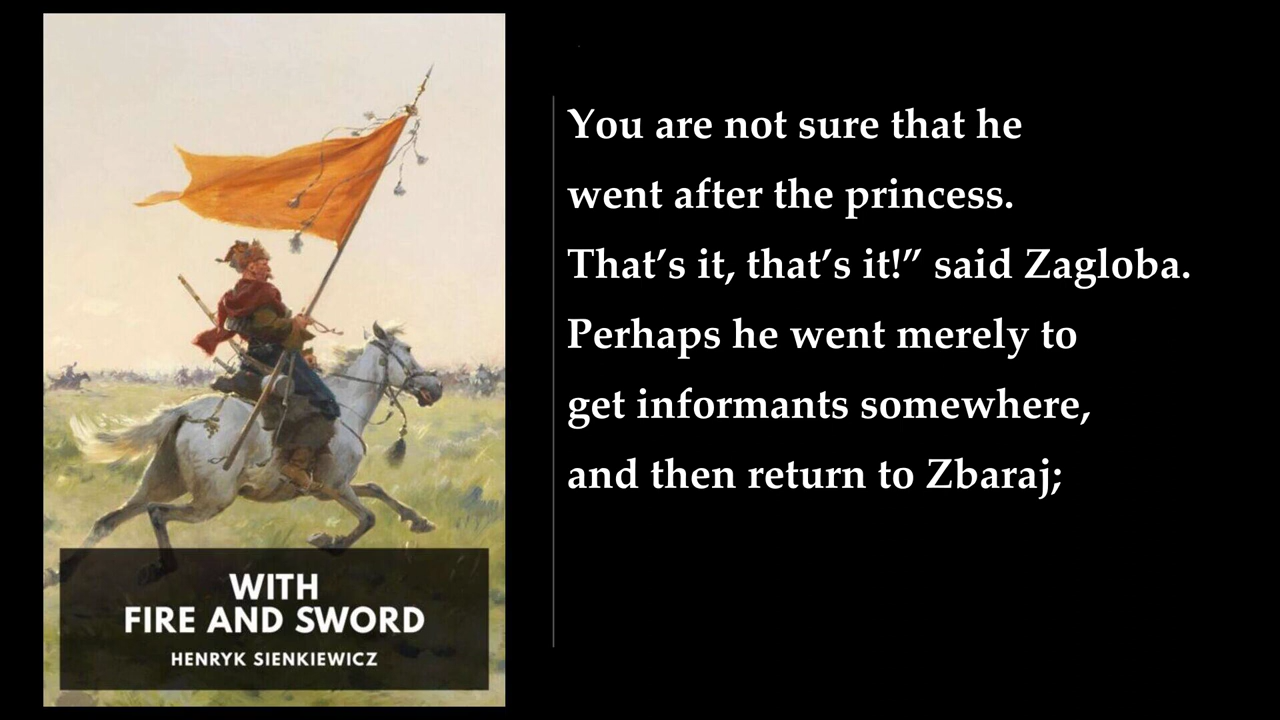 You are not sure that he
went after the princess.
That’s it, that’s it!” said Zagloba.
Perhaps he went merely to
get informants somewhere,
and then return to Zbaraj;
WITH
FIRE AND SWORD
HENRYK SIENKIEWICZ